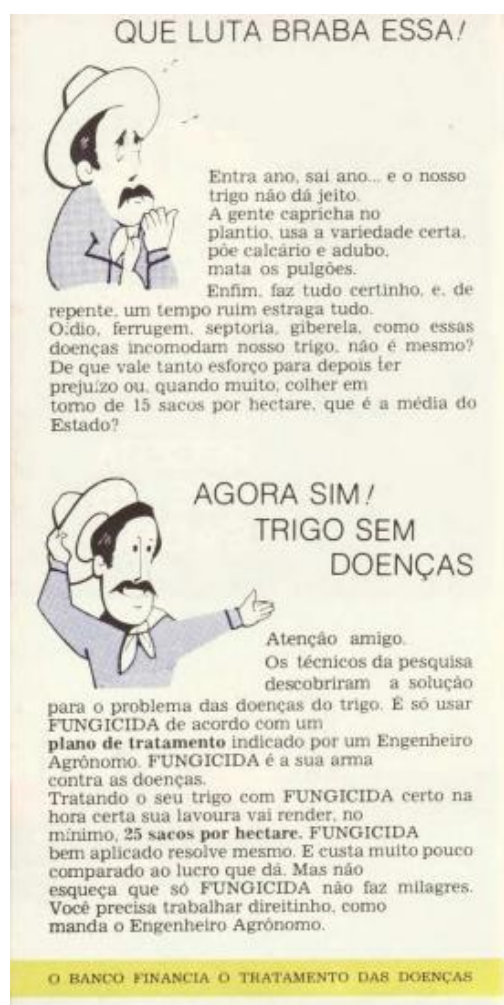 QUE LUTA BRABA ESSA!
Entra ano, sai ano... e o nosso
trigo não dá jeito.
A gente capricha no
plantio, usa a variedade certa,
põe calcário e adubo,
mata os pulgões.
Enfim, faz tudo certinho, e, de
repente, um tempo ruim estraga tudo.
Oídio, ferrugem, septoria, giberela, como essas
doenças incomodam nosso trigo, não é mesmo?
De que vale tanto esforço para depois ter
prejuízo ou, quando muito, colher em
torno de 15 sacos por hectare, que é a média do
Estado?
AGORA SIM!
TRIGO SEM
DOENÇAS
Atenção amigo.
Os técnicos da pesquisa
descobriram a solução
para o problema das doenças do trigo. É só usar
FUNGICIDA de acordo com um
plano de tratamento indicado por um Engenheiro
Agrônomo. FUNGICIDA é a sua arma
contra as doenças.
Tratando o seu trigo com FUNGICIDA certo na
hora certa sua lavoura vai render, no
mínimo, 25 sacos por hectare. FUNGICIDA
bem aplicado resolve mesmo. E custa muito pouco
comparado ao lucro que dá. Mas não
esqueça que só FUNGICIDA não faz milagres.
Você precisa trabalhar direitinho, como
manda o Engenheiro Agrônomo.
O BANCO FINANCIA O TRATAMENTO DAS DOENÇAS